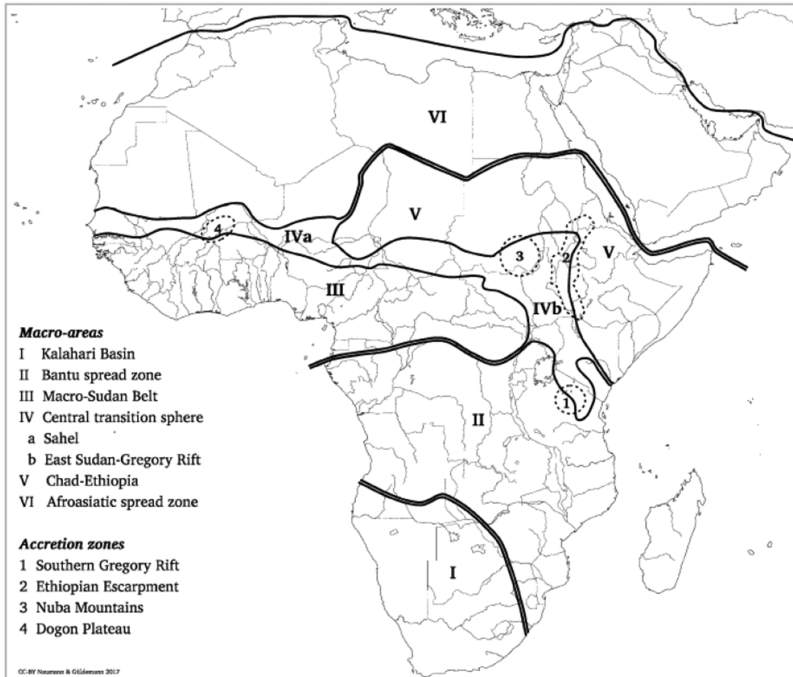 VI
V
4
IVa
3
2
V
III
IVb
1
II
I
Macro-areas
I Kalahari Basin
II Bantu spread zone
III Macro-Sudan Belt
IV Central transition sphere
a Sahel
b East Sudan-Gregory Rift
V Chad-Ethiopia
VI Afroasiatic spread zone
Accretion zones
1 Southern Gregory Rift
2 Ethiopian Escarpment
3 Nuba Mountains
4 Dogon Plateau
CC-BY Naumann & Güldemann 2017